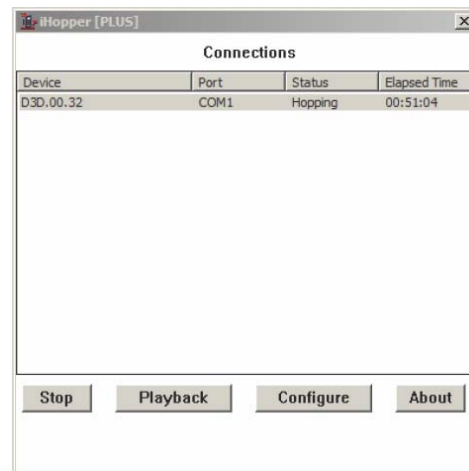 iHopper [PLUS]
Connections
Device Port Status Elapsed Time
D3D.00.32 COM1 Hopping 00:51:04
Stop Playback Configure About